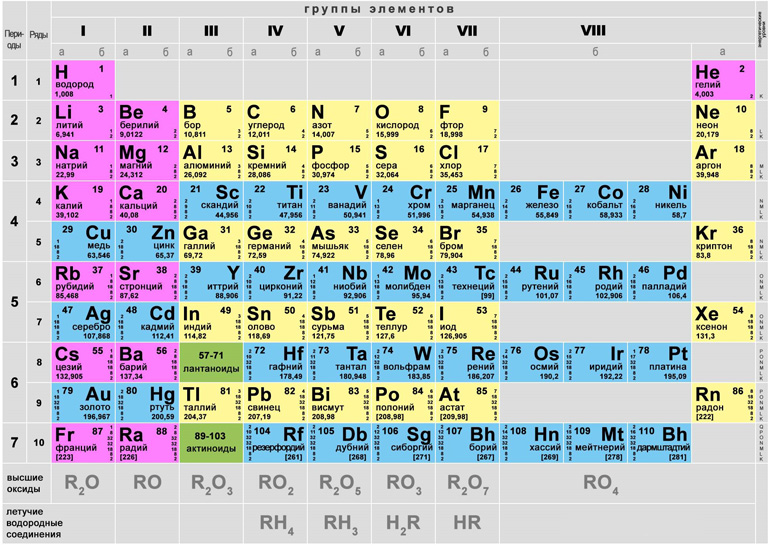 группы элементов
Пери-
оды
Ряды
I II III IV V VI VII VIII
энергетические
уровни
а б а б а б а б а б а б а б б а
1 1
H 1
водород
1,008
1
He 2
гелий
4,003
2
K
2 2
Li 3
литий
6,941
Be 4
берилий
9,0122
B 5
бор
10,811
C 6
углерод
12,011
N 7
азот
14,007
O 8
кислород
15,999
F 9
фтор
18,998
Ne 10
неон
20,179
L
K
3 3
Na 11
натрий
22,99
Mg 12
магний
24,312
Al 13
алюминий
26,092
Si 14
кремний
28,086
P 15
фосфор
30,974
S 16
сера
32,064
Cl 17
хлор
35,453
Ar 18
аргон
39,948
M
L
K
4 4
K 19
калий
39,102
Ca 20
кальций
40,08
21 Sc
скандий
44,956
22 Ti
титан
47,956
23 V
ванадий
50,941
24 Cr
хром
51,996
25 Mn
марганец
54,938
26 Fe
железо
55,849
27 Co
кобальт
58,933
28 Ni
никель
58,7
N
M
L
K
5
29 Cu
медь
63,546
30 Zn
цинк
65,37
Ga 31
галлий
69,72
Ge 32
германий
72,59
As 33
мышьяк
74,922
Se 34
селен
78,96
Br 35
бром
79,904
Kr 36
криптон
83,8
N
M
L
K
5 6
Rb 37
рубидий
85,468
Sr 38
стронций
87,62
39 Y
иттрий
88,906
40 Zr
цирконий
91,22
41 Nb
ниобий
92,906
42 Mo
молибден
95,94
43 Tc
технеций
[99]
44 Ru
рутений
101,07
45 Rh
родий
102,906
46 Pd
палладий
106,4
O
N
M
L
K
7
47 Ag
серебро
107,868
48 Cd
кадмий
112,41
In 49
индий
114,82
Sn 50
олово
118,69
Sb 51
сурьма
121,75
Te 52
теллур
127,6
I 53
иод
126,905
Xe 54
ксенон
131,3
O
N
M
L
K
6 8
Cs 55
цезий
132,905
Ba 56
барий
137,34
57-71
лантаноиды
72 Hf
гафний
178,49
73 Ta
тантал
180,948
74 W
вольфрам
183,85
75 Re
рений
186,207
76 Os
осмий
190,2
77 Ir
иридий
192,22
78 Pt
платина
195,09
P
O
N
M
L
K
9
79 Au
золото
196,967
80 Hg
ртуть
200,59
Tl 81
таллий
204,37
Pb 82
свинец
207,19
Bi 83
висмут
208,98
Po 84
полоний
[208,98]
At 85
астат
[209,98]
Rn 86
радон
[222]
P
O
N
M
L
K
7 10
Fr 87
франций
[223]
Ra 88
радий
[226]
89-103
актиноиды
104 Rf
резерфордий
[261]
105 Db
дубний
[268]
106 Sg
сиборгий
[271]
107 Bh
борий
[267]
108 Hn
хассий
[269]
109 Mt
мейтнерий
[278]
110 Bh
дармштадтий
[281]
Q
P
O
N
M
L
K
высшие
оксиды
R2O RO R2O3 RO2 R2O5 RO3 R2O7 RO4
летучие
водородные
соединения
RH4 RH3 H2R HR